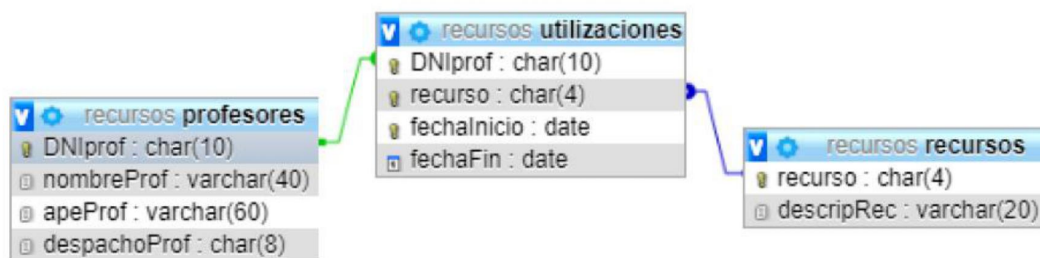 recursos profesores
DNIprof : char(10)
nombreProf : varchar(40)
apeProf : varchar(60)
despachoProf : char(8)
recursos utilizaciones
DNIprof : char(10)
recurso : char(4)
fechaInicio : date
fechaFin : date
recursos recursos
recurso : char(4)
descripRec : varchar(20)